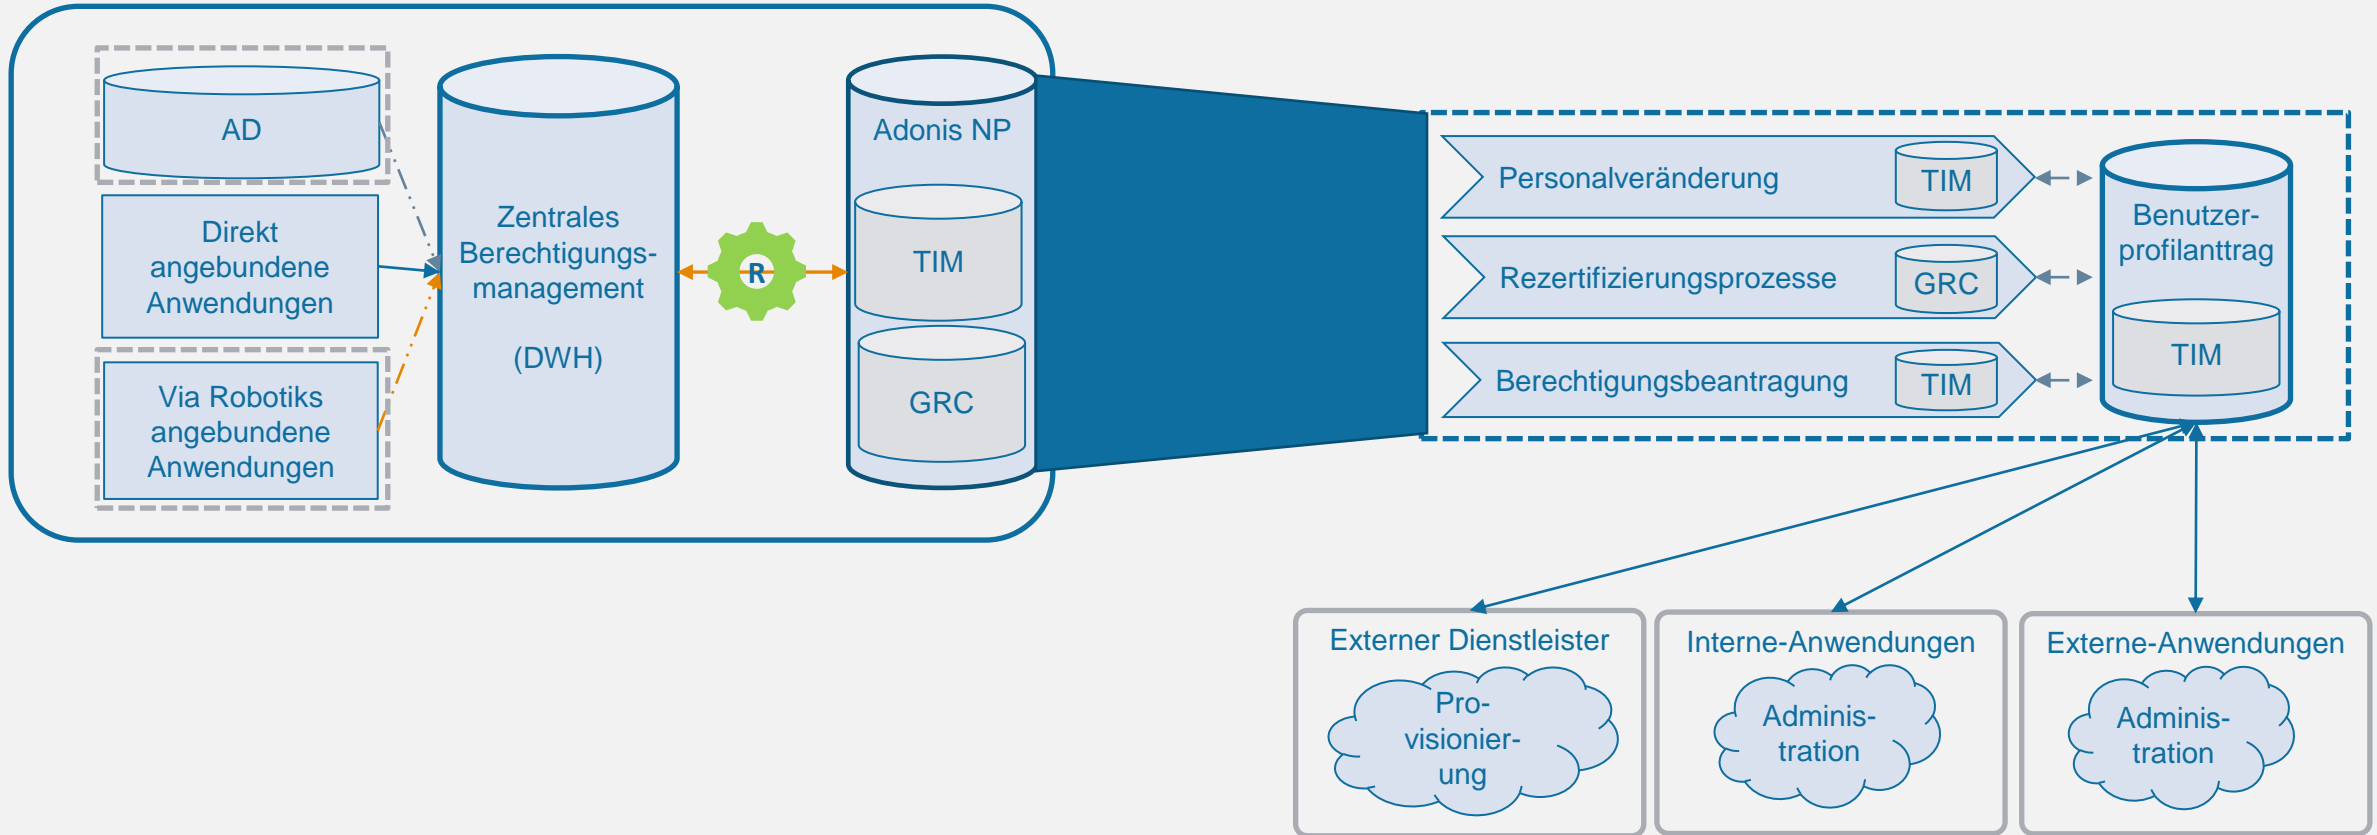 AD
Direkt
angebundene
Anwendungen
Via Robotiks
angebundene
Anwendungen
Zentrales
Berechtigungs-
management
(DWH)
R
Adonis NP
TIM
GRC
Personalveränderung
TIM
Rezertifizierungsprozesse
GRC
Berechtigungsbeantragung
TIM
Benutzer-
profilanttrag
TIM
Externer Dienstleister
Pro-
visionier-
ung
Interne-Anwendungen
Adminis-
tration
Externe-Anwendungen
Adminis-
tration